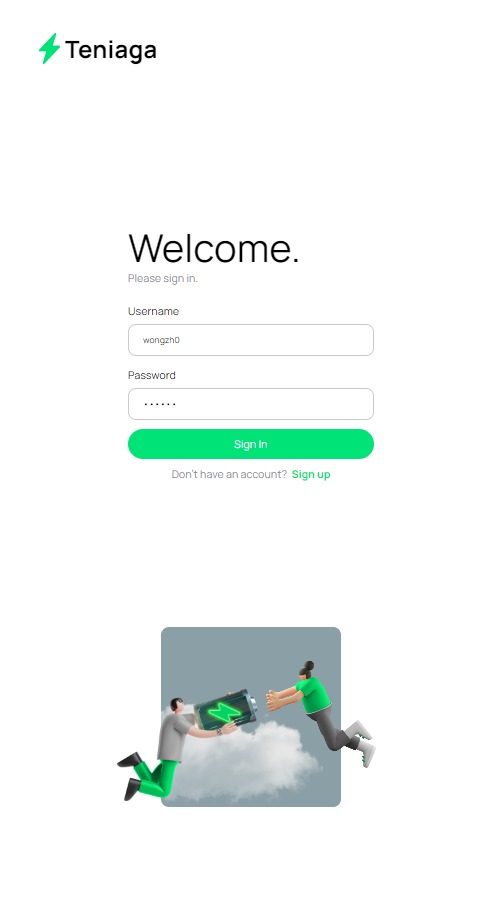 Teniaga
Welcome.
Please sign in.
Username
wongzh0
Password
••••••
Sign In
Don't have an account? Sign up